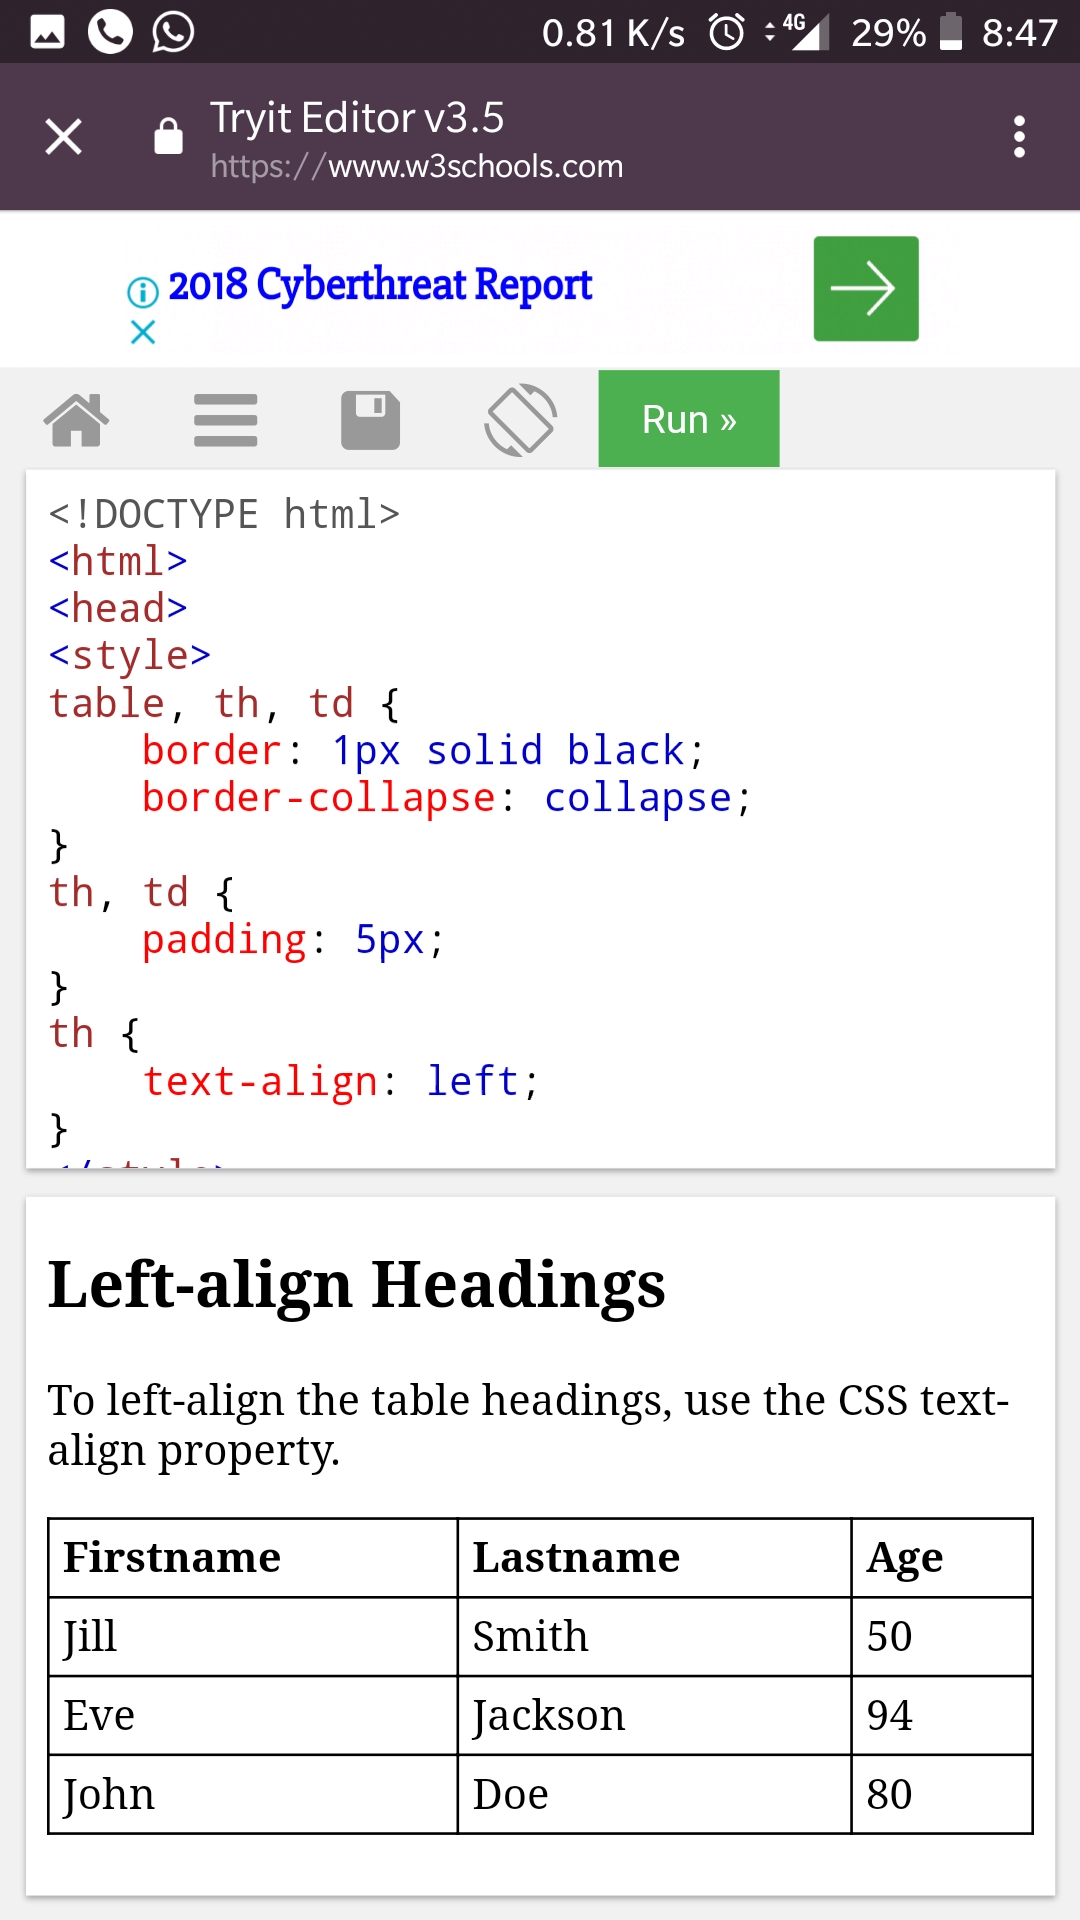 0.81 K/s 4G 29% 8:47
Tryit Editor v3.5
https://www.w3schools.com
2018 Cyberthreat Report
Run »
<!DOCTYPE html>
<html>
<head>
<style>
table, th, td {
    border: 1px solid black;
    border-collapse: collapse;
}
th, td {
    padding: 5px;
}
th {
    text-align: left;
}
</style>
Left-align Headings
To left-align the table headings, use the CSS text-
align property.
Firstname Lastname Age
Jill Smith 50
Eve Jackson 94
John Doe 80